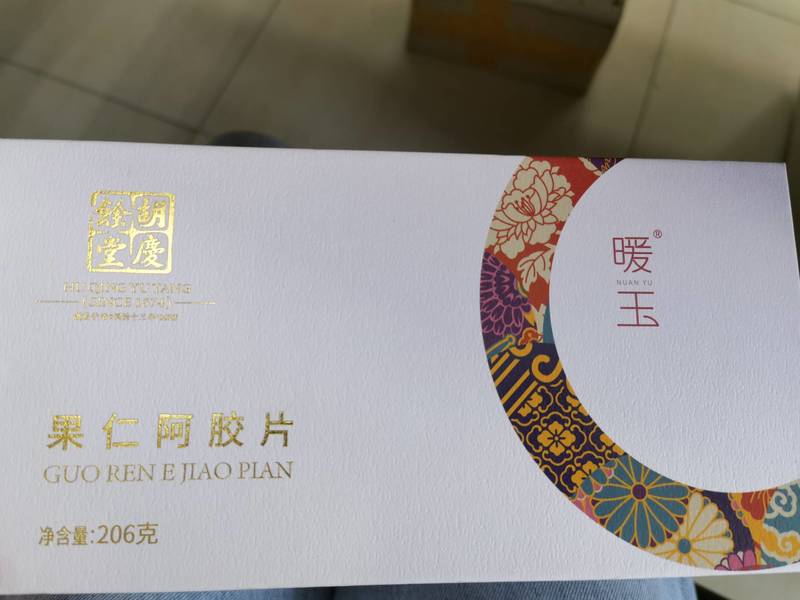 胡慶餘堂
HU QING YU TANG
(SINCE 1874)
果仁阿胶片
GUO REN E JIAO PIAN
净含量:206克
暖®
NUAN YU
玉